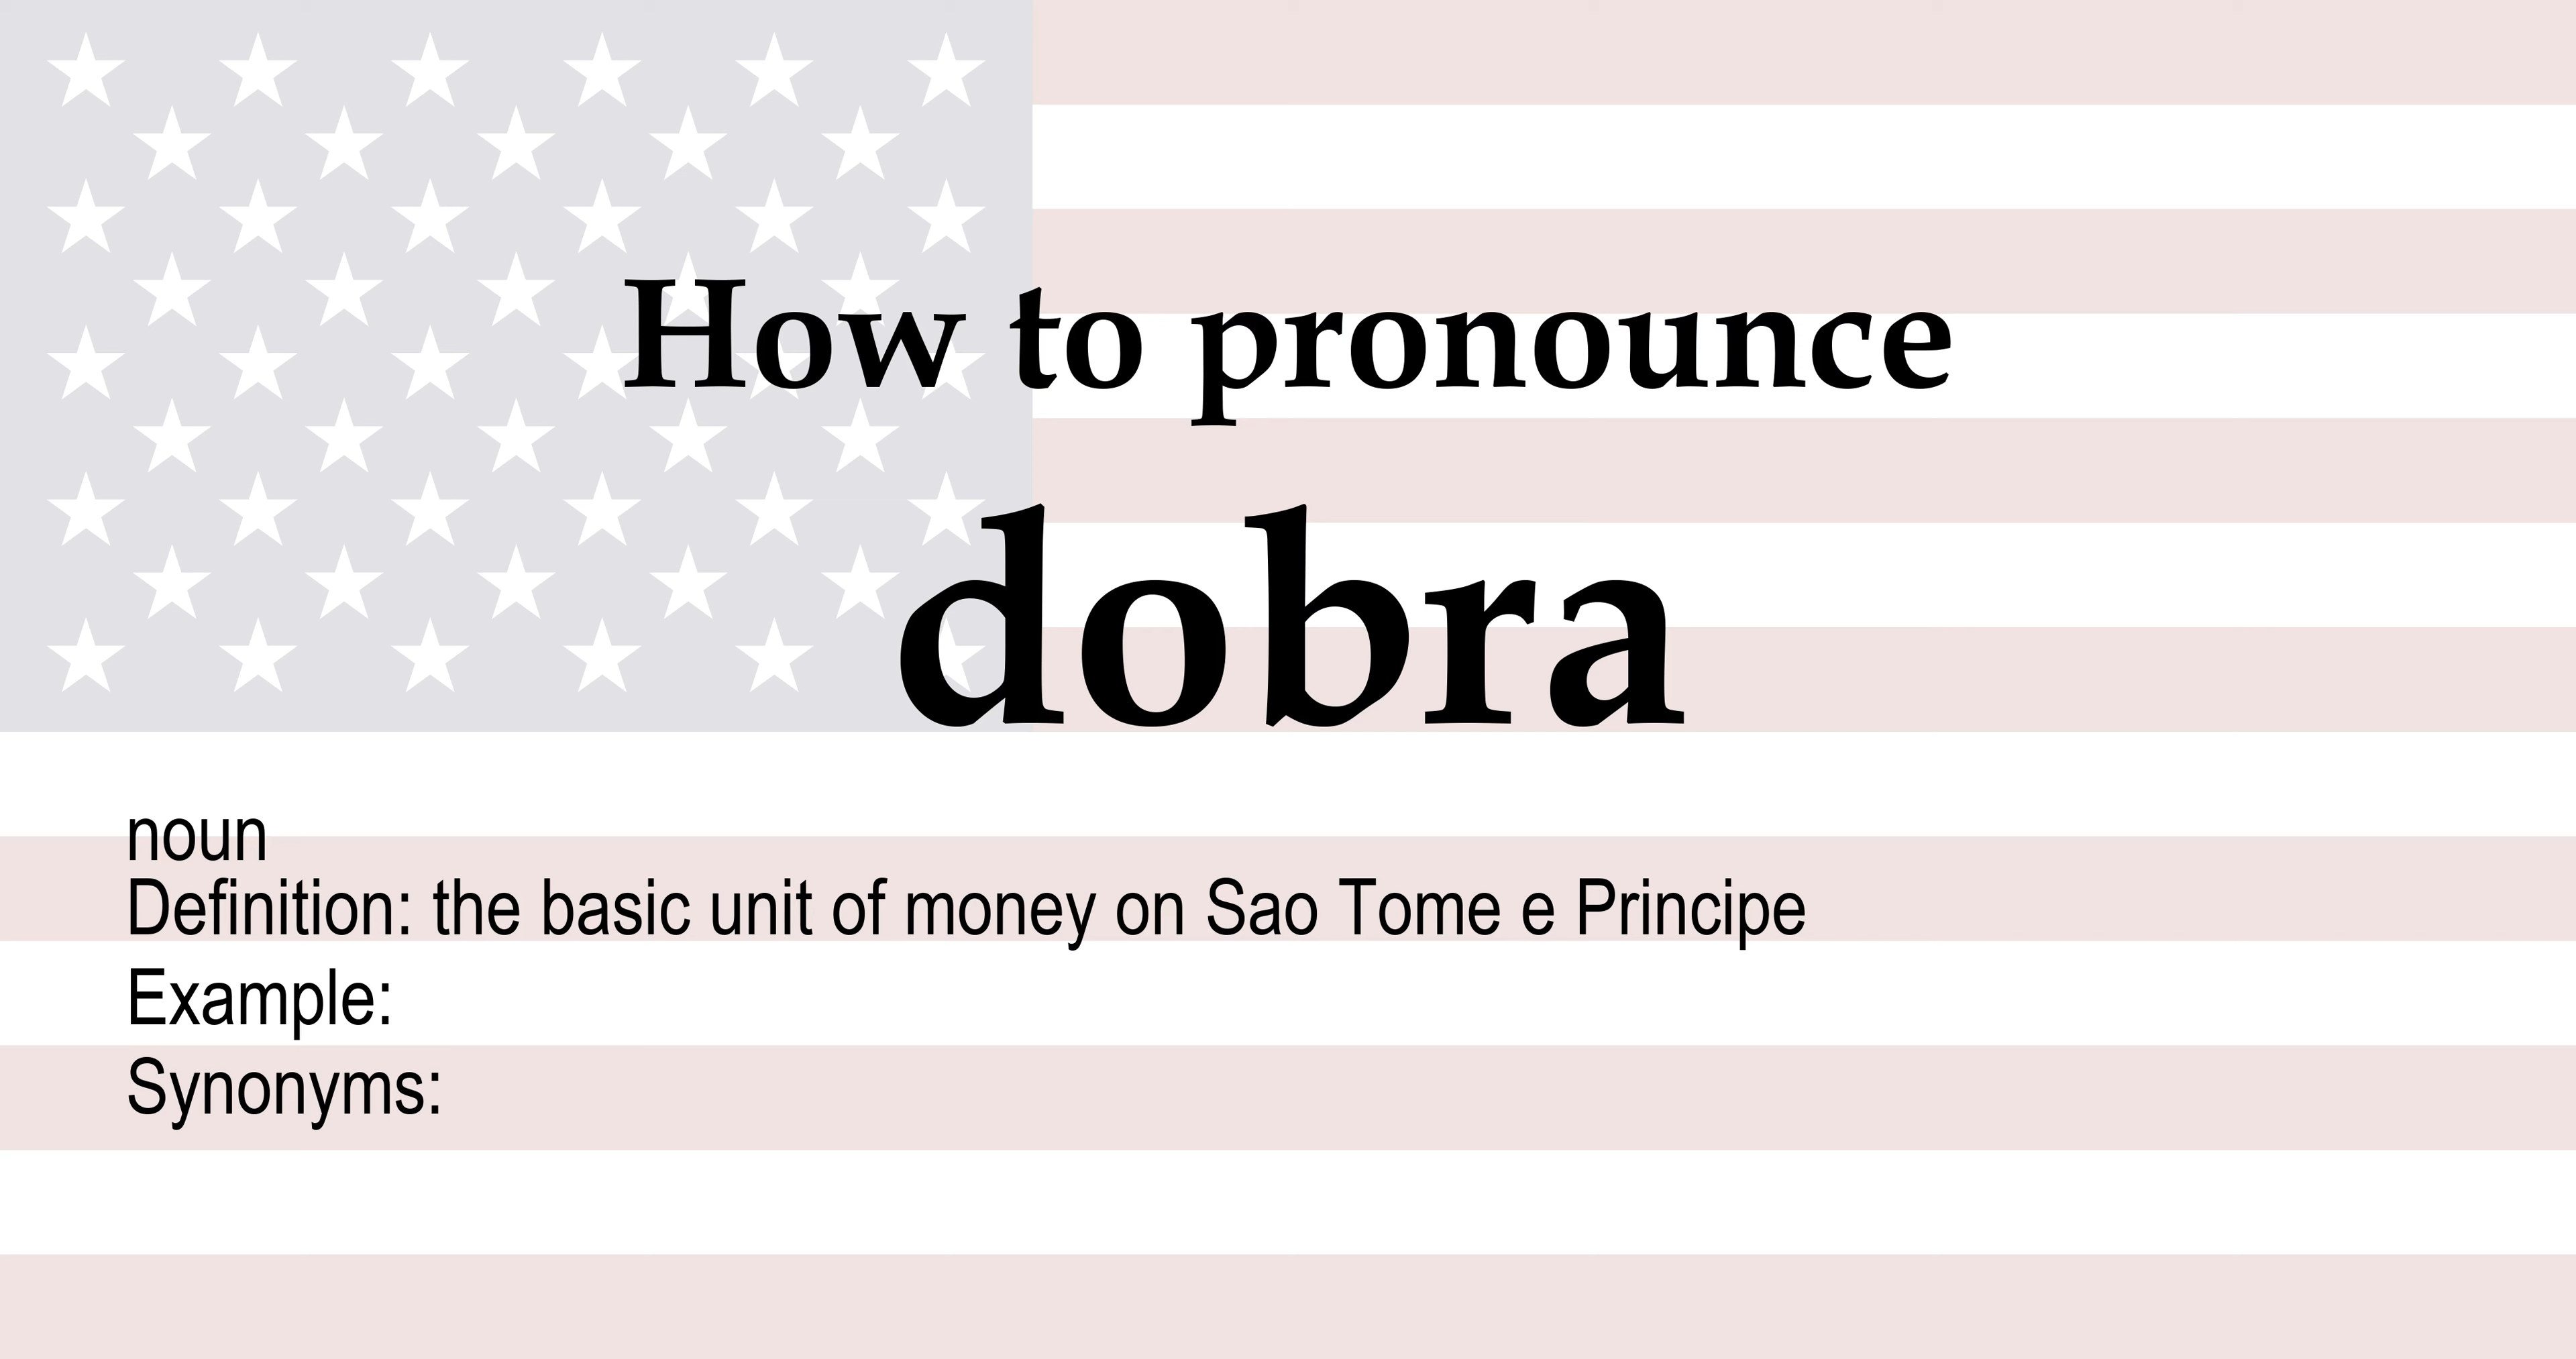 How to pronounce
dobra
noun
Definition: the basic unit of money on Sao Tome e Principe
Example:
Synonyms: